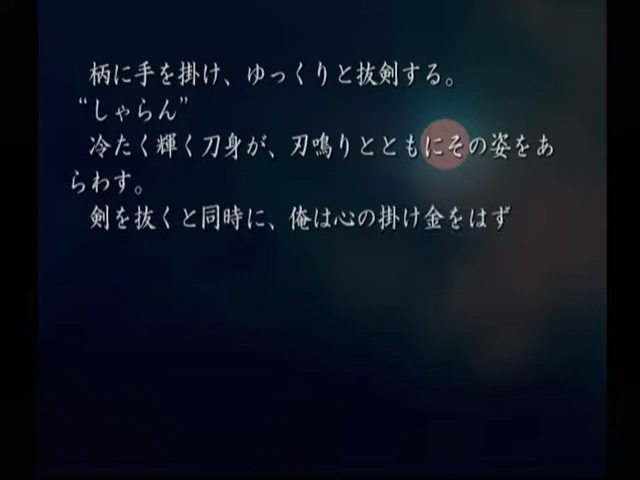 柄に手を掛け、ゆっくりと抜剣する。
“しゃらん”
冷たく輝く刀身が、刃鳴りとともにその姿をあ
らわす。
剣を抜くと同時に、俺は心の掛け金をはず